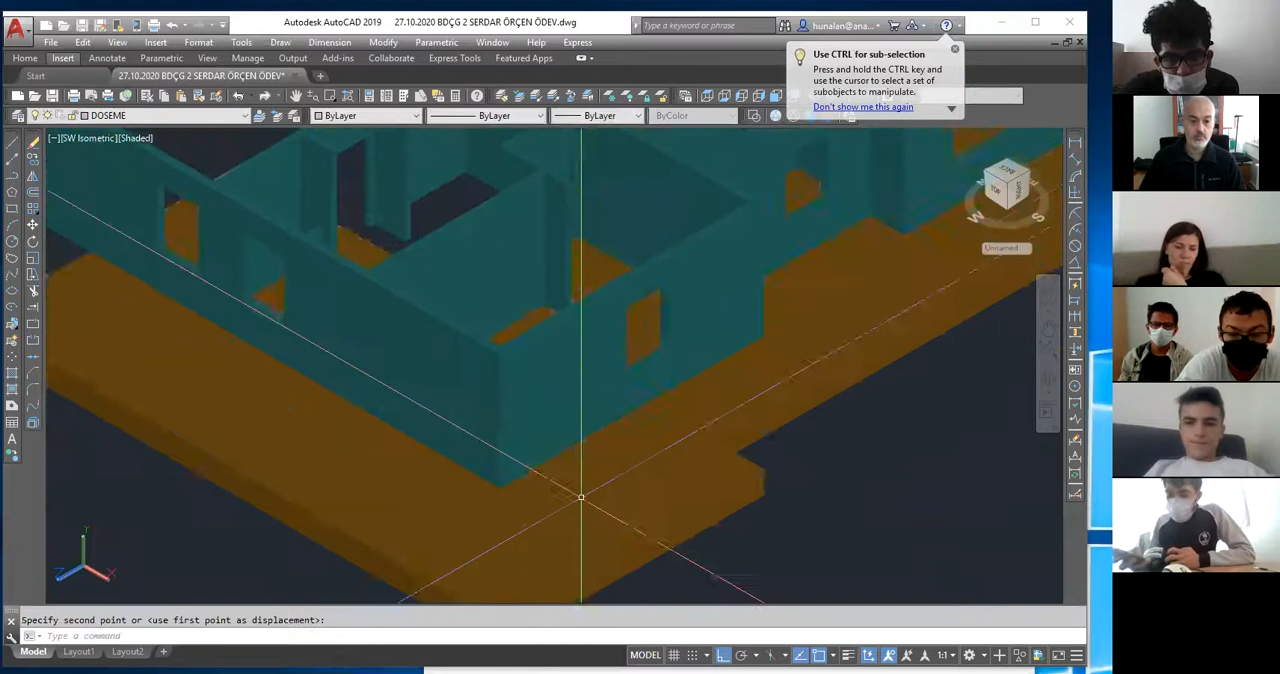 Autodesk AutoCAD 2019 27.10.2020 BDÇG 2 SERDAR ÖRÇEN ÖDEV.dwg
Type a keyword or phrase
hunalan@ana...
File Edit View Insert Format Tools Draw Dimension Modify Parametric Window Help Express
Home Insert Annotate Parametric View Manage Output Add-ins Collaborate Express Tools Featured Apps
Start 27.10.2020 BDÇG 2 SERDAR ÖRÇEN ÖDEV*
Use CTRL for sub-selection
Press and hold the CTRL key and
use the cursor to select a set of
subobjects to manipulate.
Don't show me this again
DOSEME ByLayer ByLayer ByLayer ByColor
[−][SW Isometric][Shaded]
BACK
TOP
W
S
Unnamed
Y
Z
X
Specify second point or <use first point as displacement>:
Type a command
Model Layout1 Layout2
MODEL 1:1